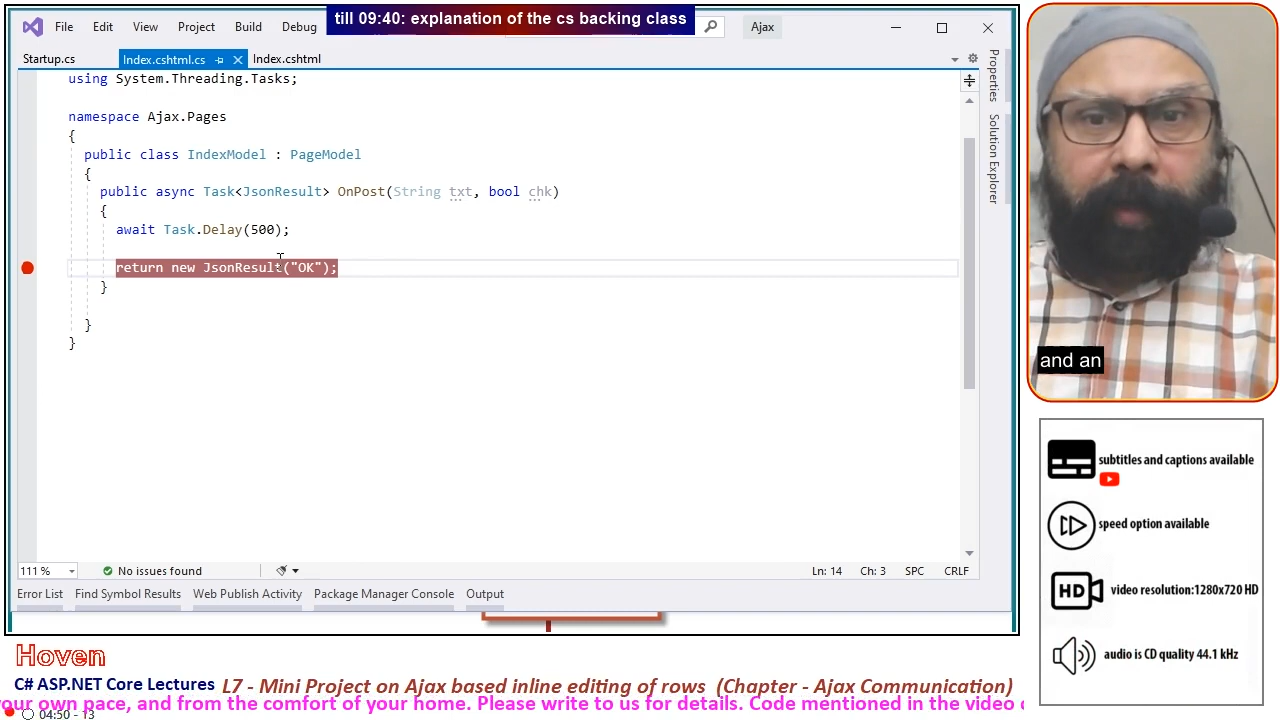 till 09:40: explanation of the cs backing class
File Edit View Project Build Debug
Ajax
Startup.cs
Index.cshtml.cs
Index.cshtml
using System.Threading.Tasks;
namespace Ajax.Pages
{
public class IndexModel : PageModel
{
public async Task<JsonResult> OnPost(String txt, bool chk)
{
await Task.Delay(500);
return new JsonResult("OK");
}
}
}
Properties
Solution Explorer
111 %
No issues found
Ln: 14
Ch: 3
SPC
CRLF
Error List
Find Symbol Results
Web Publish Activity
Package Manager Console
Output
and an
subtitles and captions available
speed option available
HD
video resolution:1280x720 HD
audio is CD quality 44.1 kHz
Hoven
C# ASP.NET Core Lectures
L7 - Mini Project on Ajax based inline editing of rows (Chapter - Ajax Communication)
your own pace, and from the comfort of your home. Please write to us for details. Code mentioned in the video
04:50 - 13